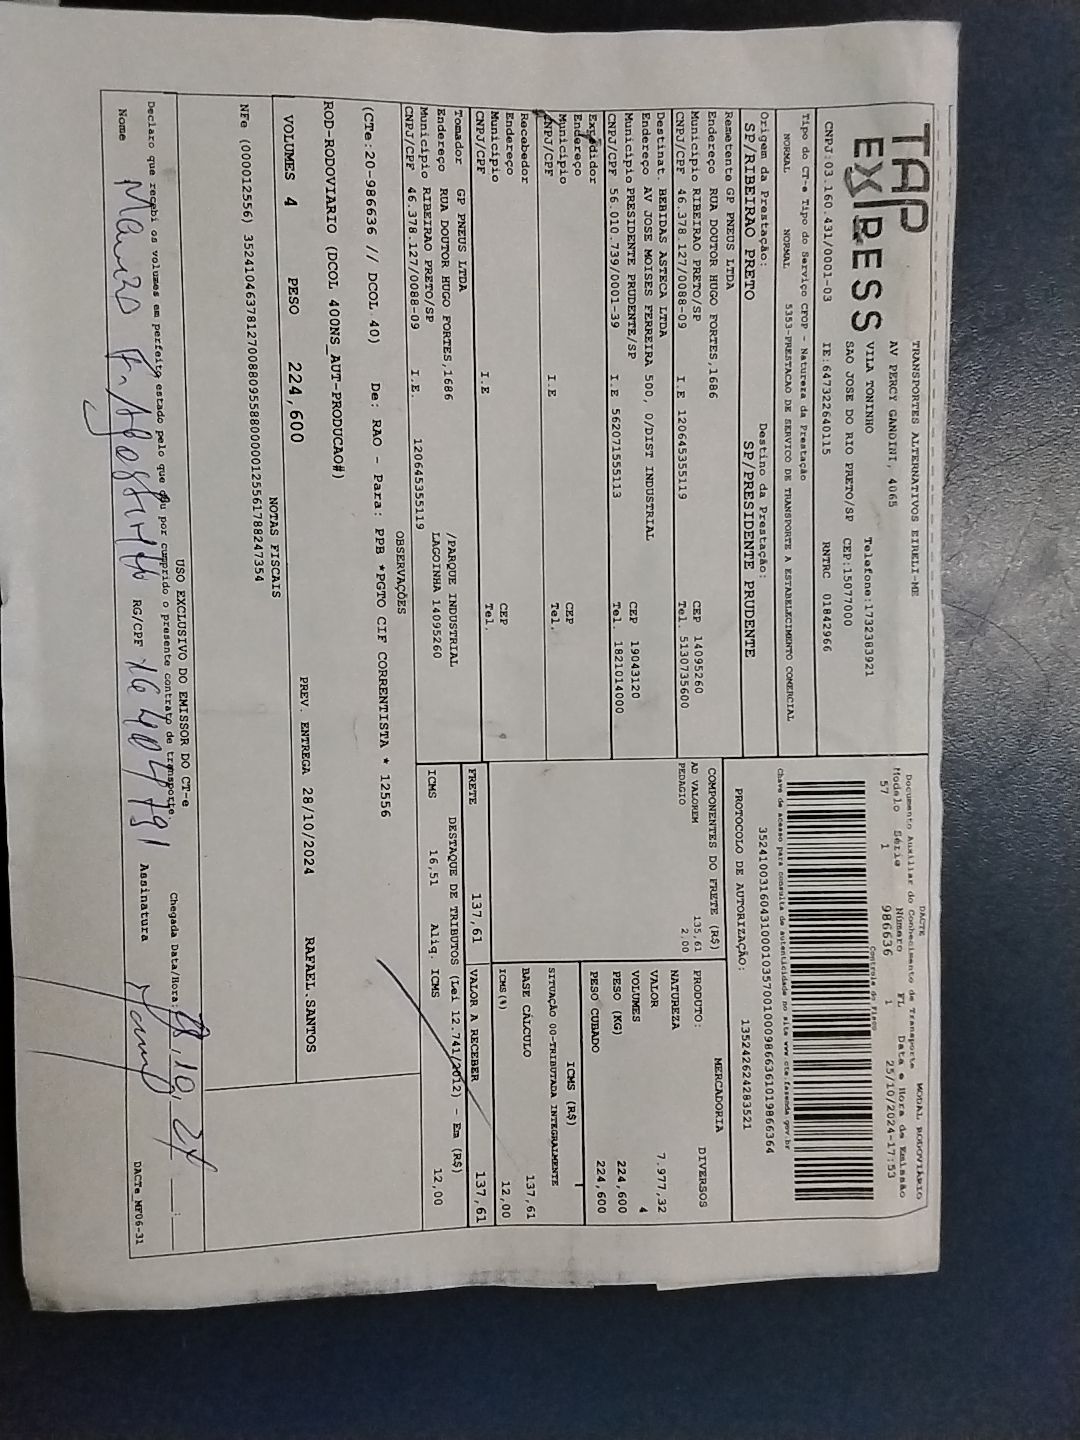 TAP EXPRESS
TRANSPORTES ALTERNATIVOS EIRELI-ME
AV PERCY GANDINI, 4065
VILA TONINHO Telefone:1732383921
SAO JOSE DO RIO PRETO/SP CEP:15077000
CNPJ:03.160.431/0001-03 IE:647322640115 RNTRC 01842966
Tipo do CT-e Tipo do Serviço CFOP - Natureza da Prestação
NORMAL NORMAL 5353-PRESTACAO DE SERVICO DE TRANSPORTE A ESTABELECIMENTO COMERCIAL
Origem da Prestação: Destino da Prestação:
SP/RIBEIRAO PRETO SP/PRESIDENTE PRUDENTE
Remetente GP PNEUS LTDA
Endereço RUA DOUTOR HUGO FORTES,1686
Município RIBEIRAO PRETO/SP CEP 14095260
CNPJ/CPF 46.378.127/0088-09 I.E 120645355119 Tel. 5130735600
Destinat. BEBIDAS ASTECA LTDA
Endereço AV JOSE MOISES FERREIRA 500, 0/DIST INDUSTRIAL
Município PRESIDENTE PRUDENTE/SP CEP 19043120
CNPJ/CPF 56.010.739/0001-39 I.E 562071555113 Tel. 1821014000
Expedidor
Endereço
Município CEP
CNPJ/CPF I.E Tel.
Recebedor
Endereço
Município CEP
CNPJ/CPF I.E Tel.
Tomador GP PNEUS LTDA
Endereço RUA DOUTOR HUGO FORTES,1686 /PARQUE INDUSTRIAL
Município RIBEIRAO PRETO/SP LAGOINHA 14095260
CNPJ/CPF 46.378.127/0088-09 I.E. 120645355119
DACTE MODAL RODOVIÁRIO
Documento Auxiliar do Conhecimento de Transporte
Modelo Série Número FL Data e Hora de Emissão
57 1 986636 1 25/10/2024-17:53
Controle do Fisco
Chave de acesso para consulta de autenticidade no site www.cte.fazenda.gov.br
35241003160431000103570010009866361019866364
PROTOCOLO DE AUTORIZAÇÃO: 135242624283521
COMPONENTES DO FRETE (R$)
AD VALOREM 135,61
PEDAGIO 2,00
MERCADORIA
PRODUTO: DIVERSOS
NATUREZA
VALOR 7.977,32
VOLUMES 4
PESO (KG) 224,600
PESO CUBADO 224,600
ICMS (R$)
SITUAÇÃO 00-TRIBUTADA INTEGRALMENTE
BASE CÁLCULO 137,61
ICMS(%) 12,00
FRETE 137,61 VALOR A RECEBER 137,61
DESTAQUE DE TRIBUTOS (Lei 12.741/2012) - Em (R$)
ICMS 16,51 Aliq. ICMS 12,00
OBSERVAÇÕES
(CTe:20-986636 // DCOL 40) De: RAO - Para: PPB *PGTO CIF CORRENTISTA * 12556
ROD-RODOVIARIO (DCOL 400NS_AUT-PRODUCAO#)
VOLUMES 4 PESO 224,600 PREV. ENTREGA 28/10/2024 RAFAEL.SANTOS
NOTAS FISCAIS
NFe (000012556) 35241046378127008809558800000125561788247354
USO EXCLUSIVO DO EMISSOR DO CT-e
Declaro que recebi os volumes em perfeito estado pelo que dou por cumprido o presente contrato de transporte. Chegada Data/Hora:
Nome RG/CPF Assinatura
DACTe_MF06-31